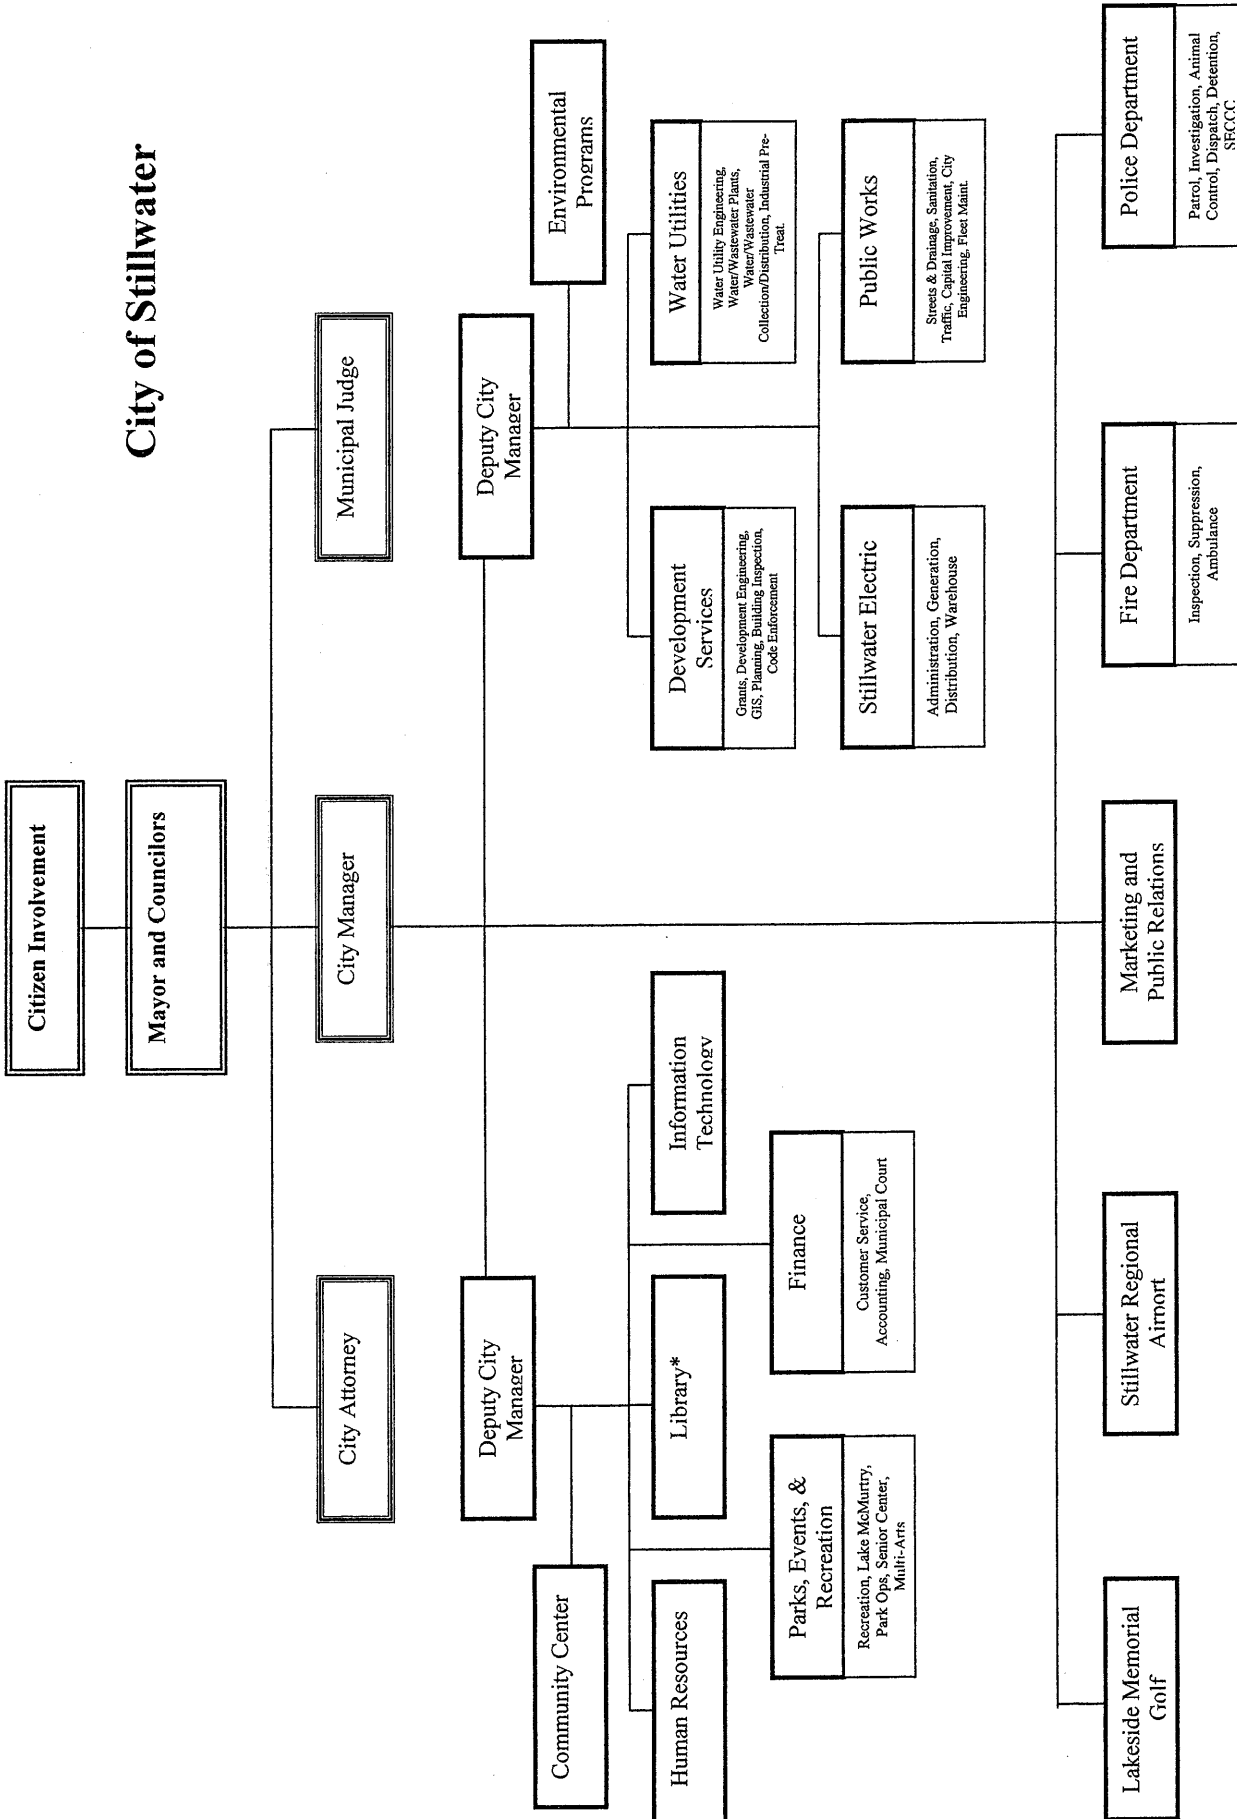 City of Stillwater
Citizen Involvement
Mayor and Councilors
City Attorney
City Manager
Municipal Judge
Deputy City
Manager
Deputy City
Manager
Community Center
Environmental
Programs
Human Resources
Library*
Information
Technology
Development
Services
Grants, Development Engineering,
GIS, Planning, Building Inspection,
Code Enforcement
Water Utilities
Water Utility Engineering,
Water/Wastewater Plants,
Water/Wastewater
Collection/Distribution, Industrial Pre-
Treat.
Parks, Events, &
Recreation
Recreation, Lake McMurtry,
Park Ops, Senior Center,
Multi-Arts
Finance
Customer Service,
Accounting, Municipal Court
Stillwater Electric
Administration, Generation,
Distribution, Warehouse
Public Works
Streets & Drainage, Sanitation,
Traffic, Capital Improvement, City
Engineering, Fleet Maint.
Lakeside Memorial
Golf
Stillwater Regional
Airport
Marketing and
Public Relations
Fire Department
Inspection, Suppression,
Ambulance
Police Department
Patrol, Investigation, Animal
Control, Dispatch, Detention,
SECCC